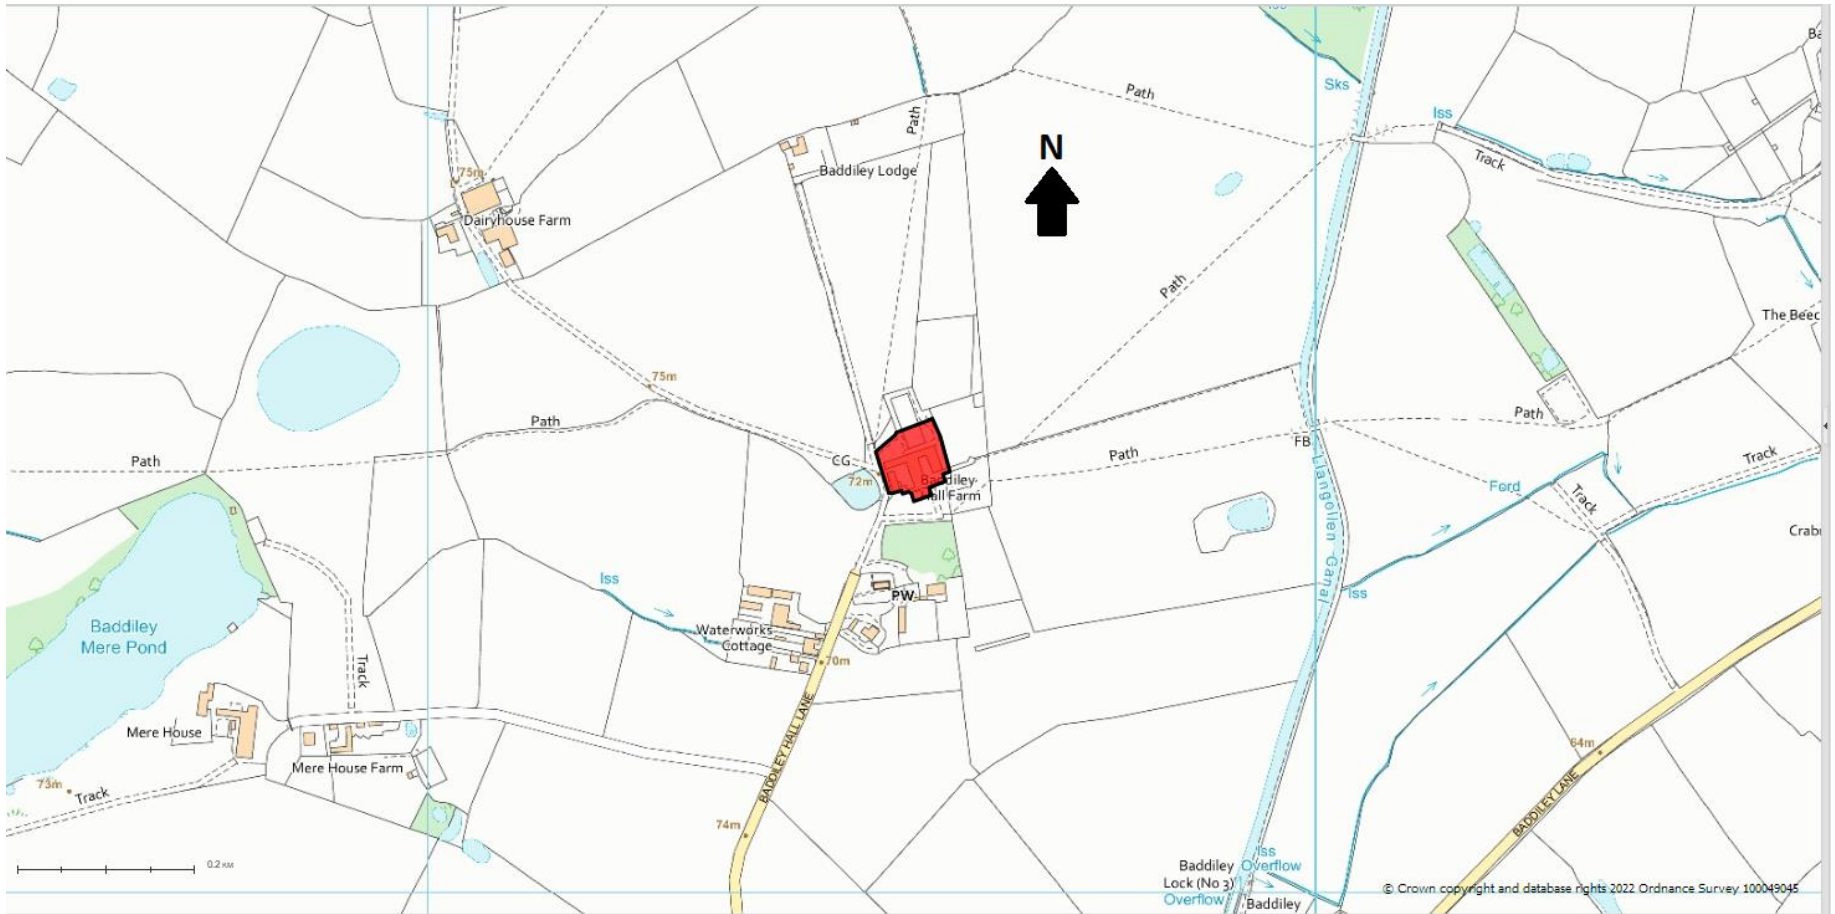 Iss
Ba
Sks
Path
Iss
Path
N
Track
75m
Baddiley Lodge
Dairyhouse Farm
Path
The Beec
75m
Path
Path
Path
CG
FB
Path
Track
72m
Baddiley
Hall Farm
Ford
Track
Llangollen Canal
Crab
Iss
Iss
PW
Baddiley
Mere Pond
Waterworks
Cottage
70m
Track
BADDILEY HALL LANE
Mere House
64m
Mere House Farm
73m
Track
BADDILEY LANE
74m
0.2 KM
Iss
Baddiley
Lock (No 3)
Overflow
Overflow
Baddiley
© Crown copyright and database rights 2022 Ordnance Survey 100049045